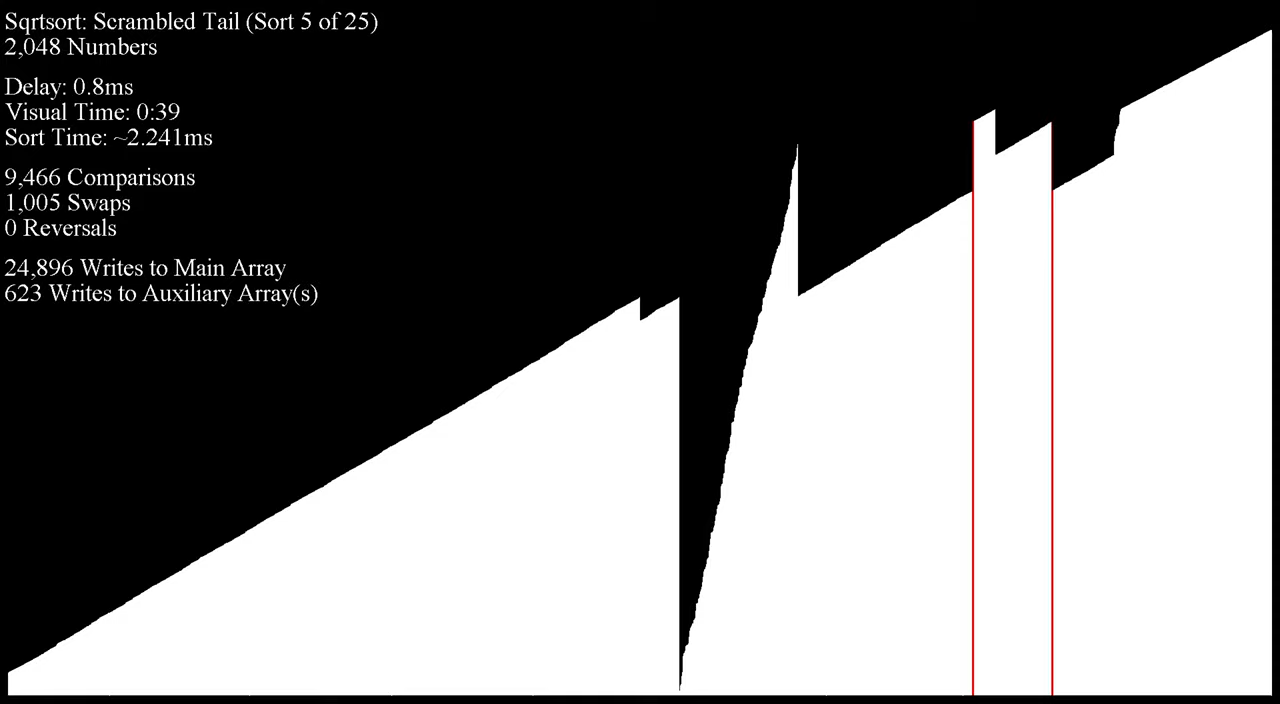 Sqrtsort: Scrambled Tail (Sort 5 of 25)
2,048 Numbers
Delay: 0.8ms
Visual Time: 0:39
Sort Time: ~2.241ms
9,466 Comparisons
1,005 Swaps
0 Reversals
24,896 Writes to Main Array
623 Writes to Auxiliary Array(s)